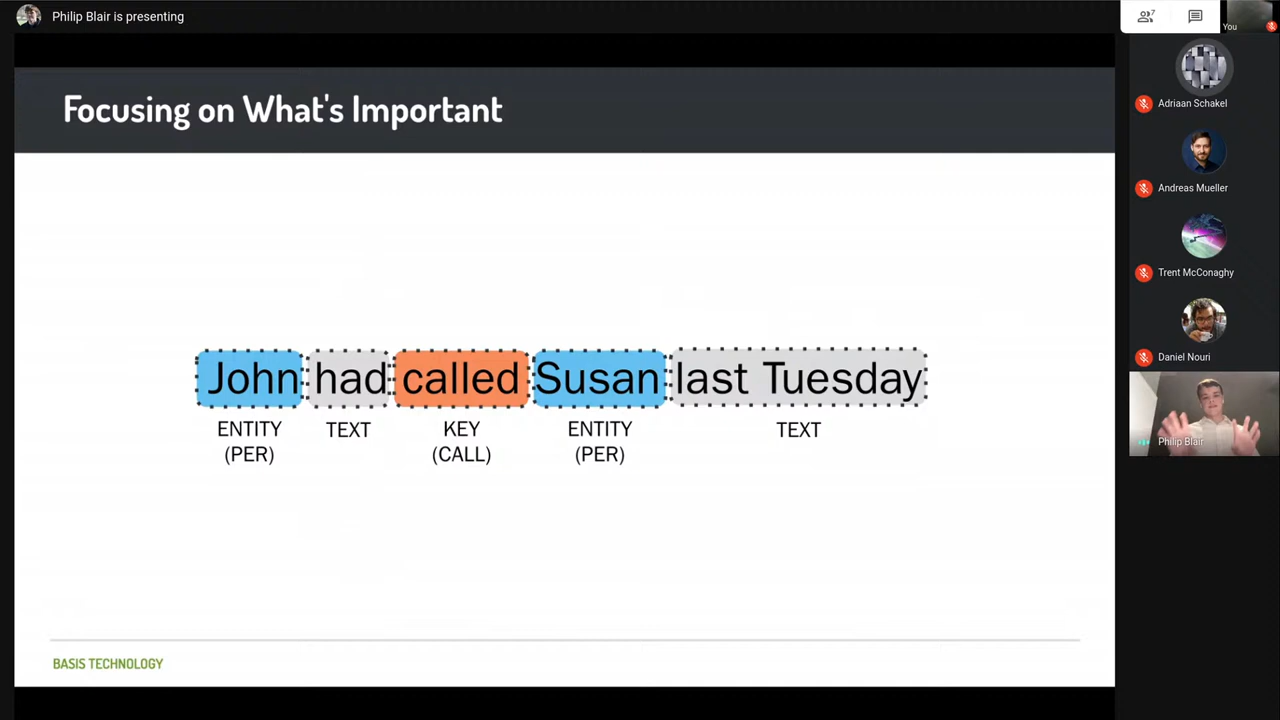 Philip Blair is presenting
7
You
Focusing on What's Important
John had called Susan last Tuesday
ENTITY TEXT KEY ENTITY TEXT
(PER) (CALL) (PER)
BASIS TECHNOLOGY
Adriaan Schakel
Andreas Mueller
Trent McConaghy
Daniel Nouri
Philip Blair